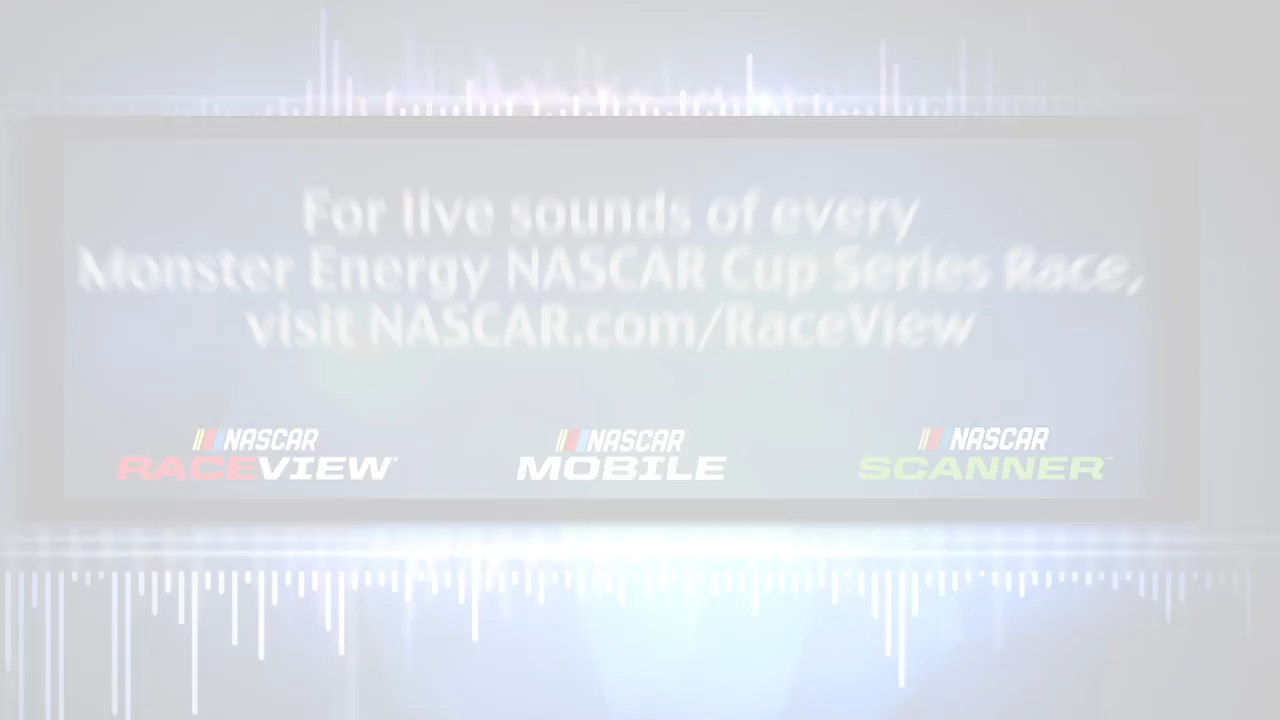 For live sounds of every
Monster Energy NASCAR Cup Series Race,
visit NASCAR.com/RaceView
NASCAR NASCAR NASCAR
RACEVIEW MOBILE SCANNER